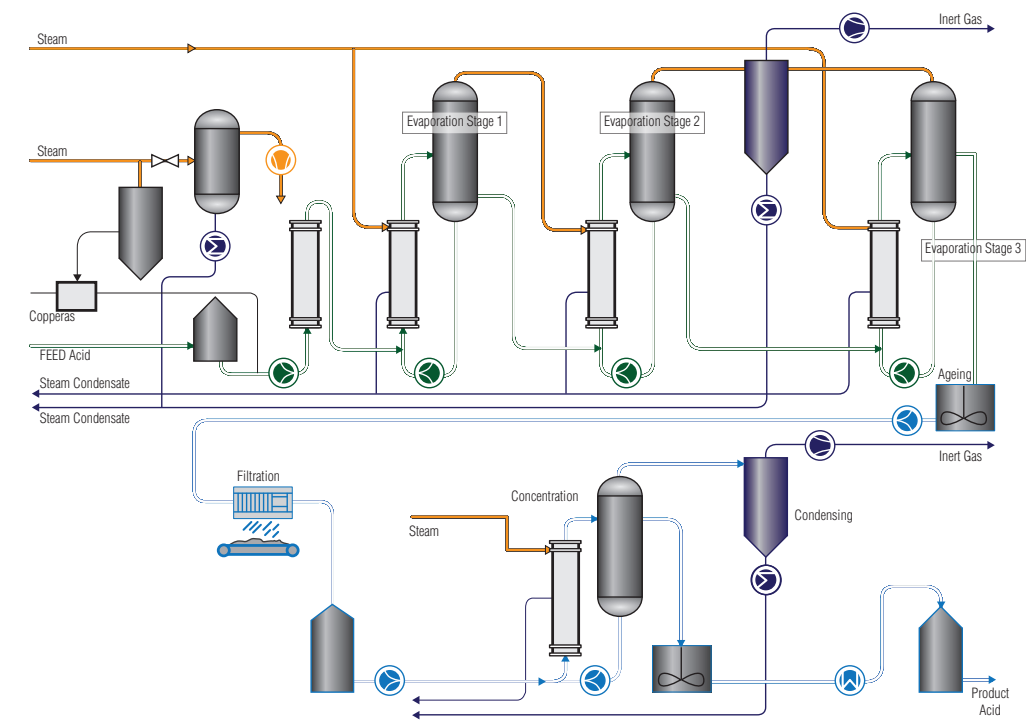 Steam
Inert Gas
Evaporation Stage 1
Evaporation Stage 2
Steam
Evaporation Stage 3
Copperas
FEED Acid
Ageing
Steam Condensate
Steam Condensate
Inert Gas
Filtration
Concentration
Condensing
Steam
Product
Acid